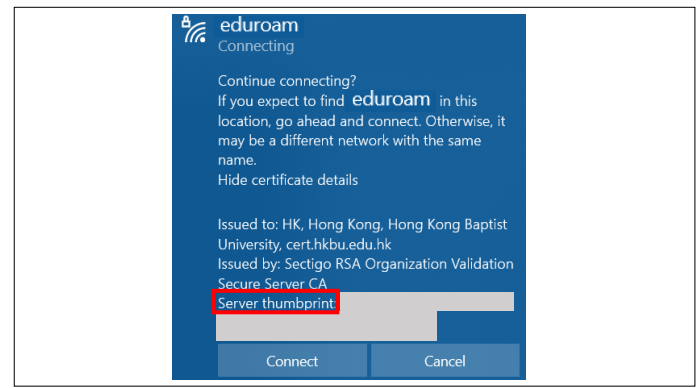 eduroam
Connecting
Continue connecting?
If you expect to find eduroam in this
location, go ahead and connect. Otherwise, it
may be a different network with the same
name.
Hide certificate details
Issued to: HK, Hong Kong, Hong Kong Baptist
University, cert.hkbu.edu.hk
Issued by: Sectigo RSA Organization Validation
Secure Server CA
Server thumbprint:
Connect
Cancel